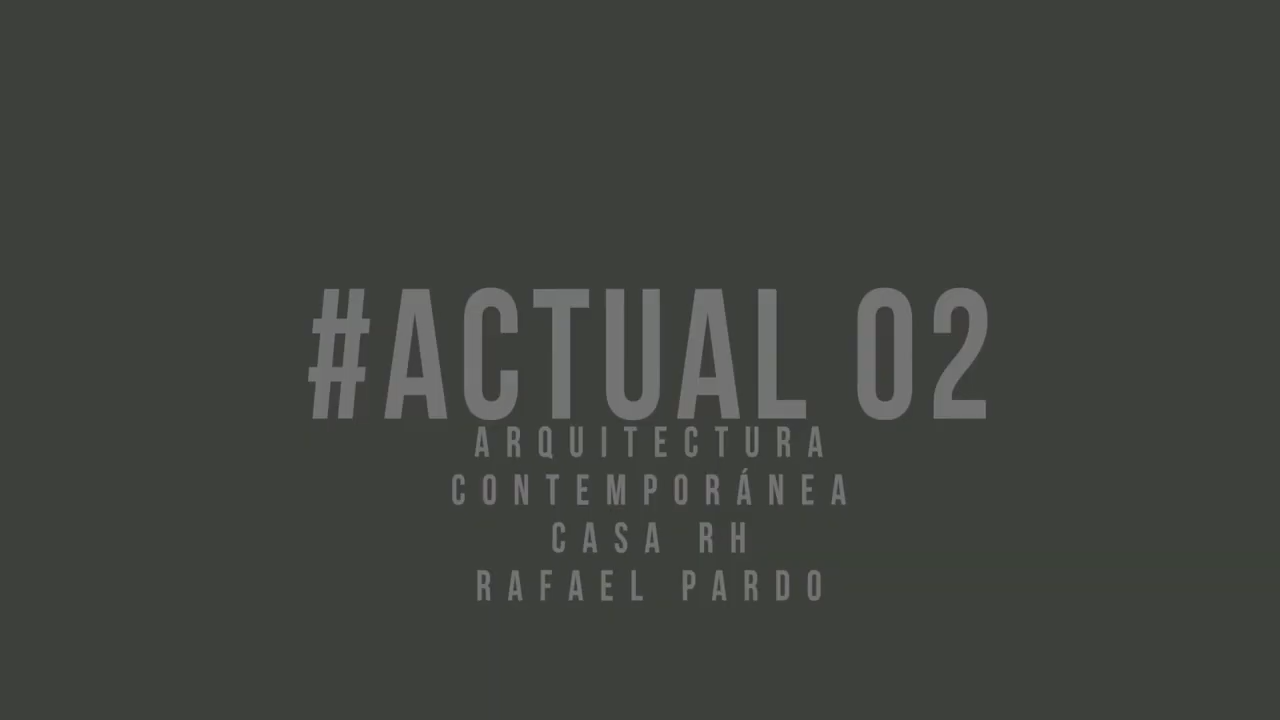 #ACTUAL 02
ARQUITECTURA
CONTEMPORÁNEA
CASA RH
RAFAEL PARDO